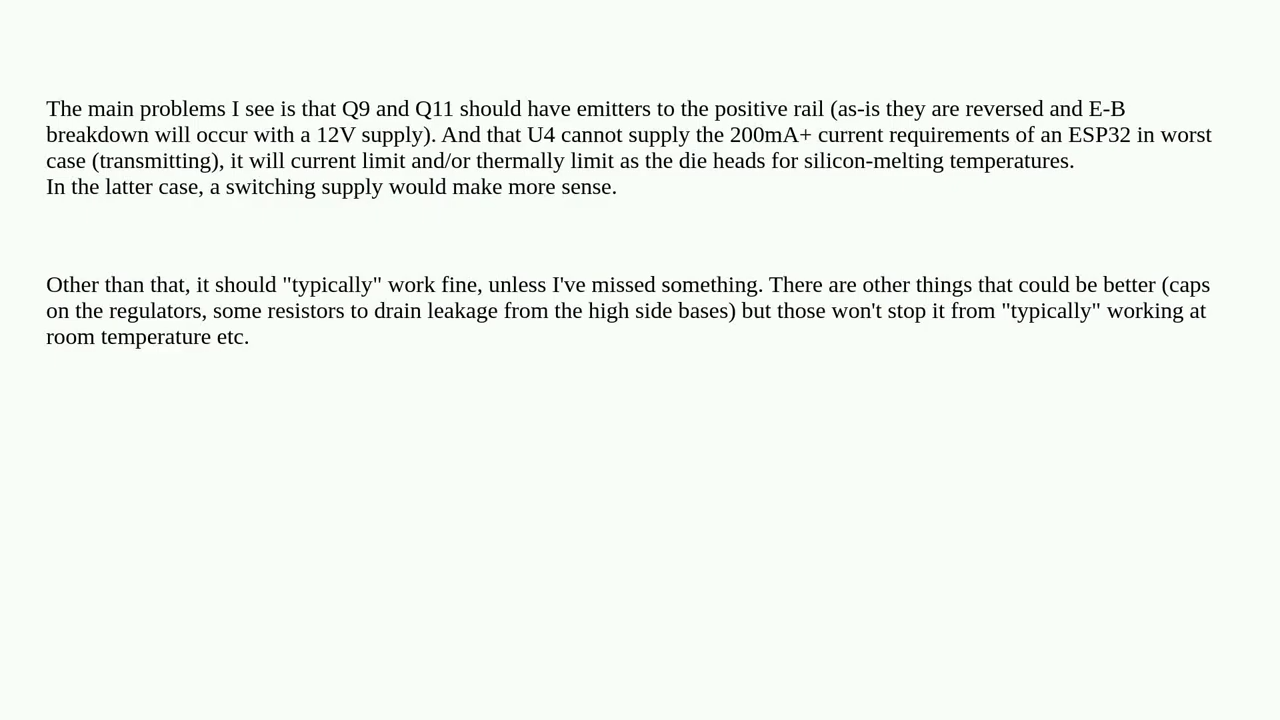 The main problems I see is that Q9 and Q11 should have emitters to the positive rail (as-is they are reversed and E-B
breakdown will occur with a 12V supply). And that U4 cannot supply the 200mA+ current requirements of an ESP32 in worst
case (transmitting), it will current limit and/or thermally limit as the die heads for silicon-melting temperatures.
In the latter case, a switching supply would make more sense.
Other than that, it should "typically" work fine, unless I've missed something. There are other things that could be better (caps
on the regulators, some resistors to drain leakage from the high side bases) but those won't stop it from "typically" working at
room temperature etc.